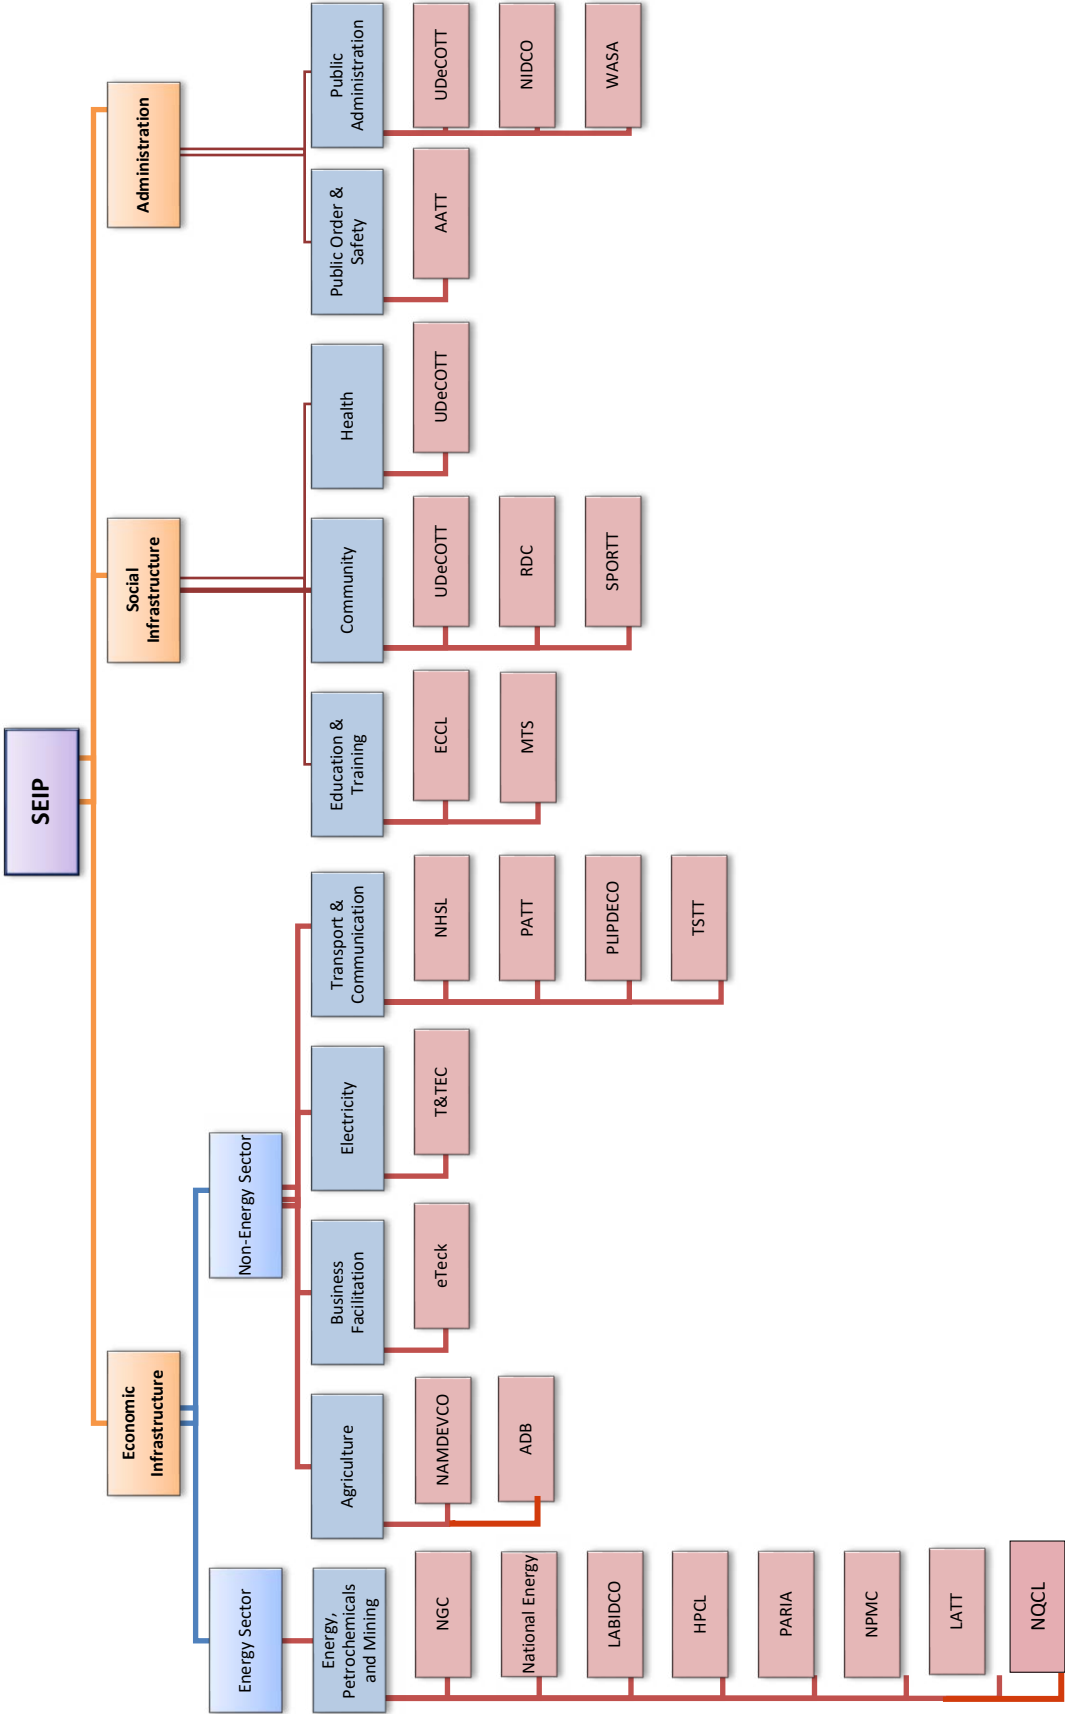 SEIP
Economic
Infrastructure
Social
Infrastructure
Administration
Energy Sector
Non-Energy Sector
Energy,
Petrochemicals
and Mining
NGC
National Energy
LABIDCO
HPCL
PARIA
NPMC
LATT
NQCL
Agriculture
NAMDEVCO
ADB
Business
Facilitation
eTeck
Electricity
T&TEC
Transport &
Communication
NHSL
PATT
PLIPDECO
TSTT
Education &
Training
ECCL
MTS
Community
UDeCOTT
RDC
SPORTT
Health
UDeCOTT
Public Order &
Safety
AATT
Public
Administration
UDeCOTT
NIDCO
WASA